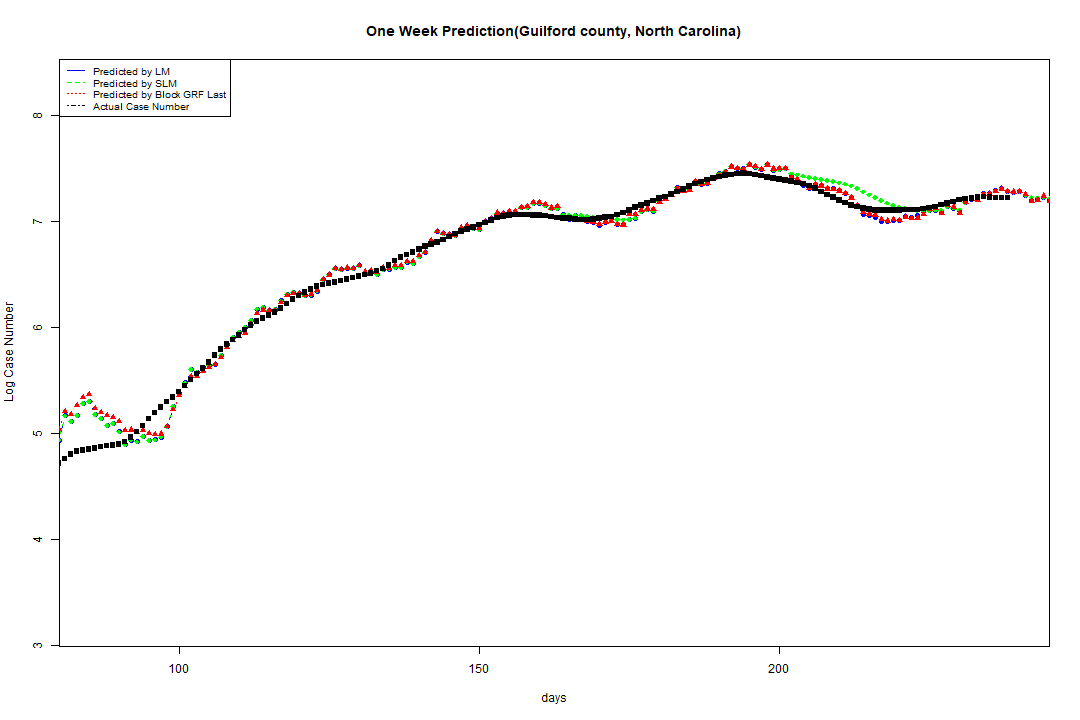 One Week Prediction(Guilford county, North Carolina)
Predicted by LM
Predicted by SLM
Predicted by Block GRF Last
Actual Case Number
8
7
6
5
4
3
Log Case Number
100 150 200
days